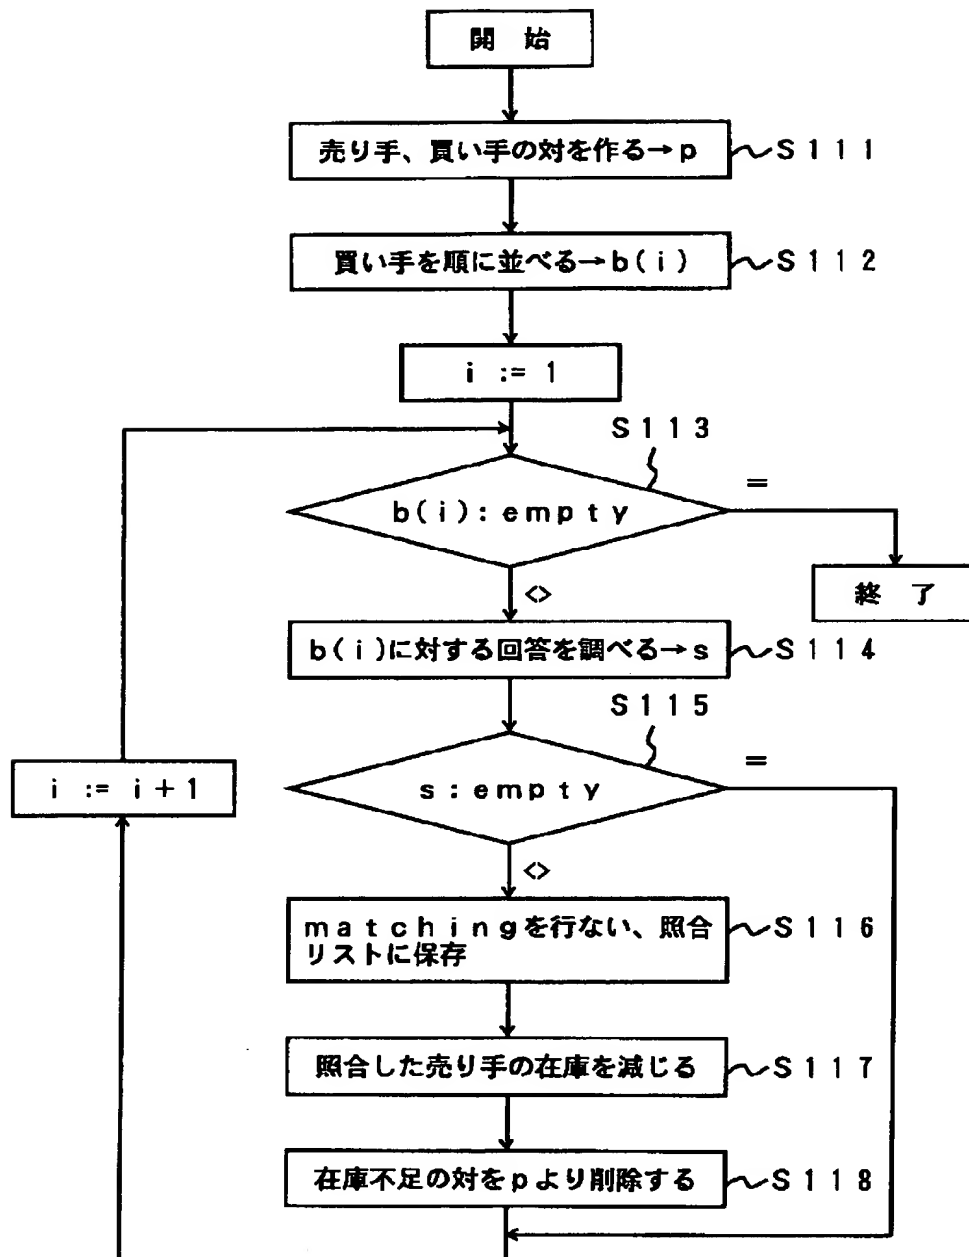 開 始
売り手、買い手の対を作る→p
S111
買い手を順に並べる→b(i)
S112
i := 1
S113
b(i):empty
=
<>
終 了
b(i)に対する回答を調べる→s
S114
S115
s:empty
=
i := i+1
<>
matchingを行ない、照合
リストに保存
S116
照合した売り手の在庫を減じる
S117
在庫不足の対をpより削除する
S118